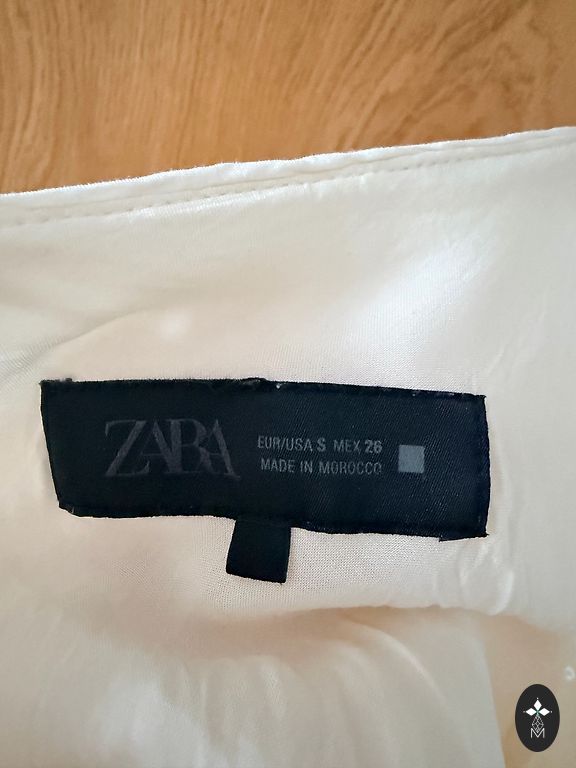 ZARA
EUR/USA S MEX 26
MADE IN MOROCCO
M